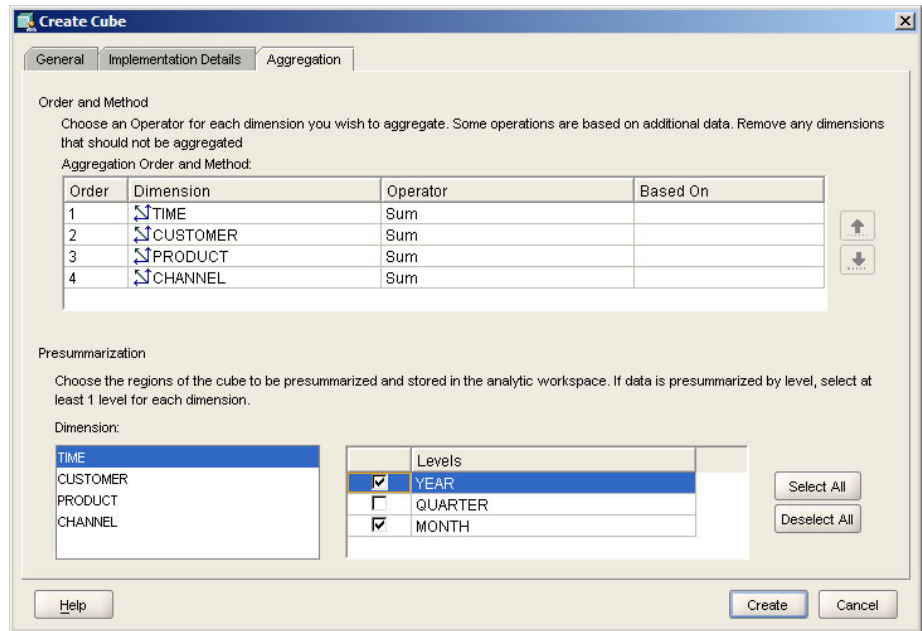 Create Cube
General Implementation Details Aggregation
Order and Method
Choose an Operator for each dimension you wish to aggregate. Some operations are based on additional data. Remove any dimensions
that should not be aggregated
Aggregation Order and Method:
Order Dimension Operator Based On
1 TIME Sum
2 CUSTOMER Sum
3 PRODUCT Sum
4 CHANNEL Sum
Presummarization
Choose the regions of the cube to be presummarized and stored in the analytic workspace. If data is presummarized by level, select at
least 1 level for each dimension.
Dimension:
TIME
CUSTOMER
PRODUCT
CHANNEL
Levels
YEAR
QUARTER
MONTH
Select All
Deselect All
Help Create Cancel